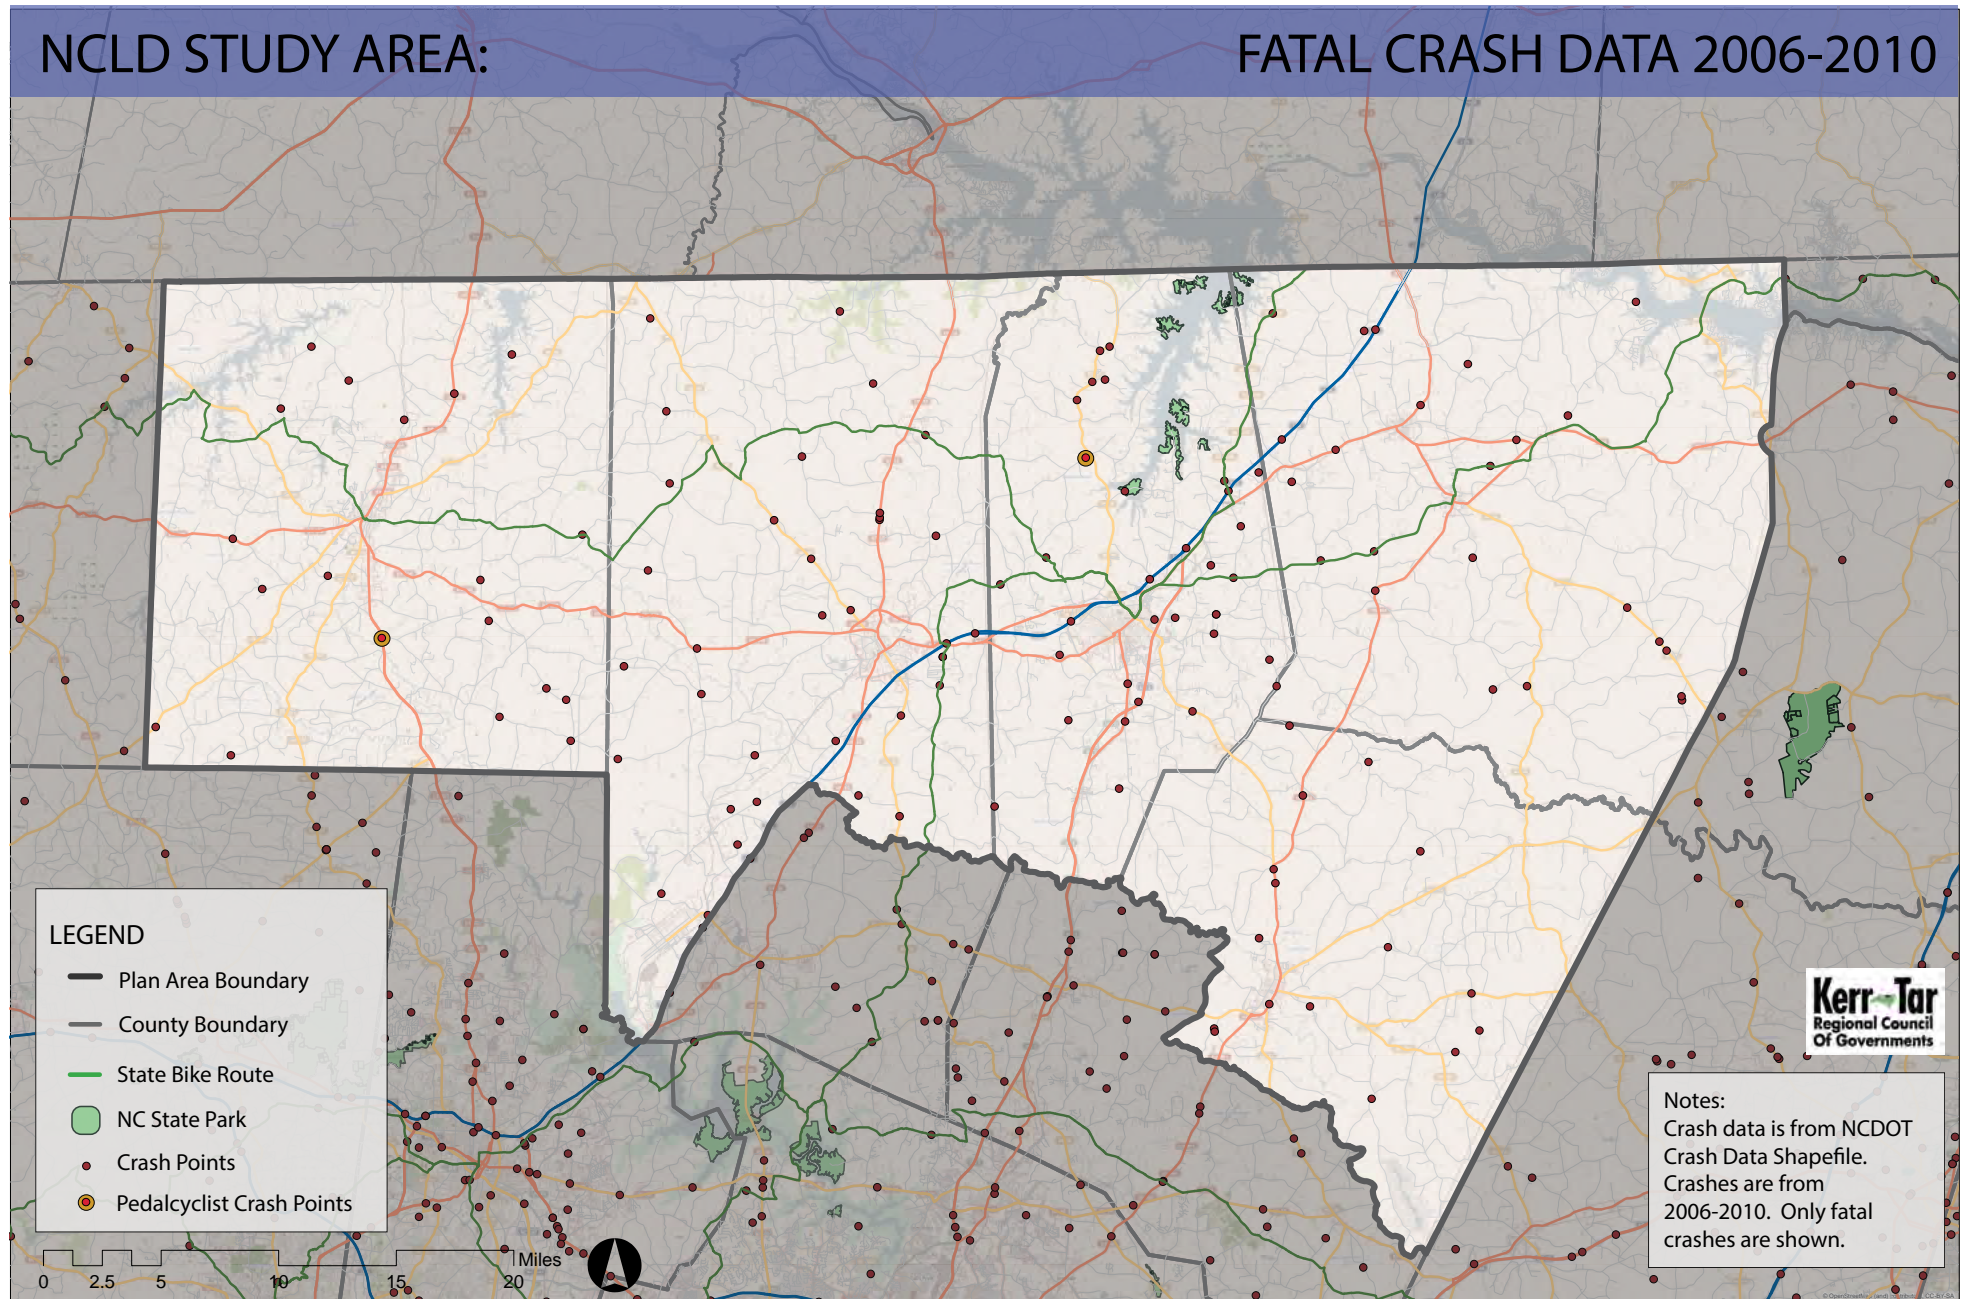 NCLD STUDY AREA:
FATAL CRASH DATA 2006-2010
LEGEND
Plan Area Boundary
County Boundary
State Bike Route
NC State Park
Crash Points
Pedalcyclist Crash Points
Miles
0 2.5 5 10 15 20
Kerr Tar
Regional Council
Of Governments
Notes:
Crash data is from NCDOT
Crash Data Shapefile.
Crashes are from
2006-2010. Only fatal
crashes are shown.